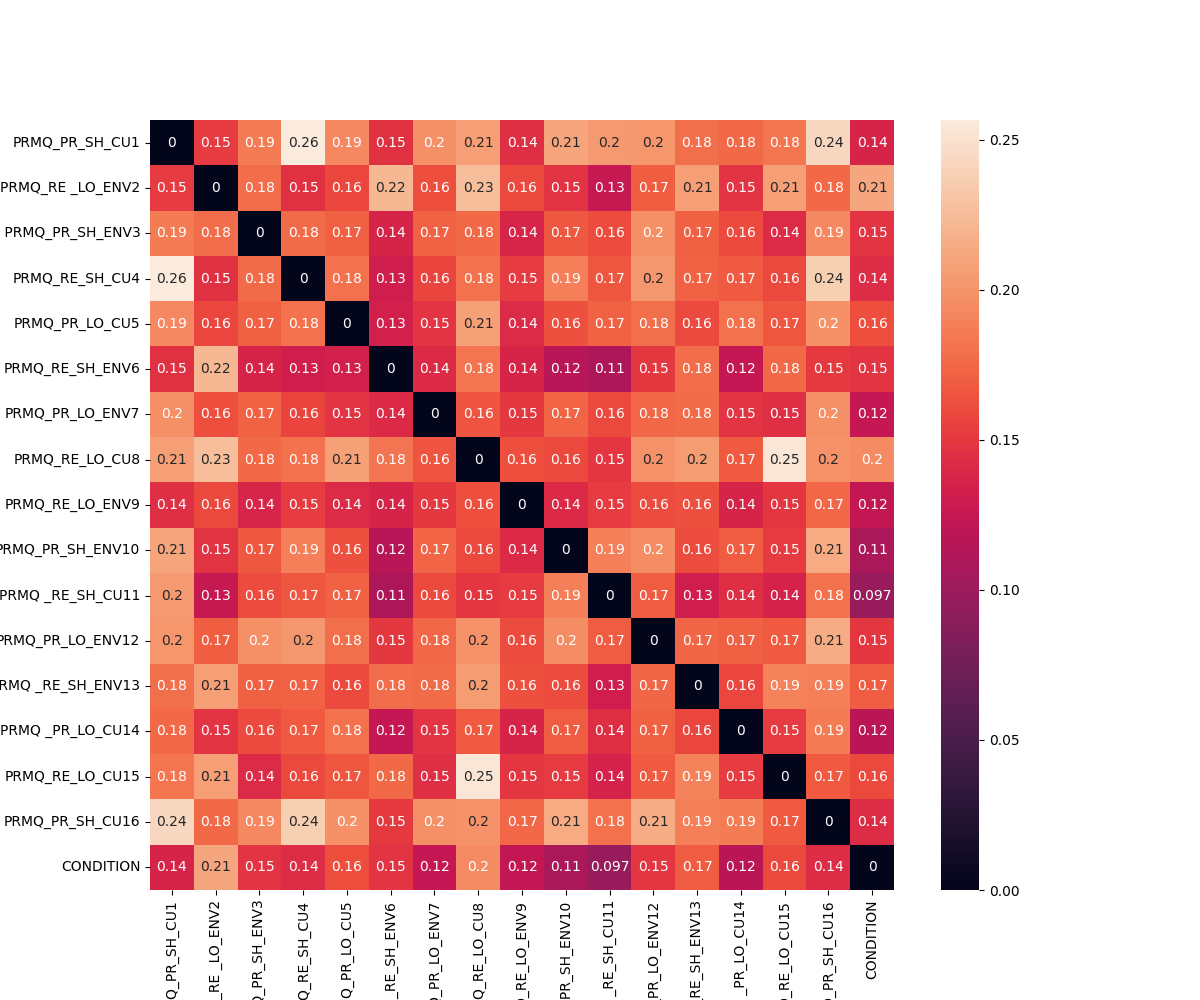 PRMQ_PR_SH_CU1 0 0.15 0.19 0.26 0.19 0.15 0.2 0.21 0.14 0.21 0.2 0.2 0.18 0.18 0.18 0.24 0.14
PRMQ_RE _LO_ENV2 0.15 0 0.18 0.15 0.16 0.22 0.16 0.23 0.16 0.15 0.13 0.17 0.21 0.15 0.21 0.18 0.21
PRMQ_PR_SH_ENV3 0.19 0.18 0 0.18 0.17 0.14 0.17 0.18 0.14 0.17 0.16 0.2 0.17 0.16 0.14 0.19 0.15
PRMQ_RE_SH_CU4 0.26 0.15 0.18 0 0.18 0.13 0.16 0.18 0.15 0.19 0.17 0.2 0.17 0.17 0.16 0.24 0.14
PRMQ_PR_LO_CU5 0.19 0.16 0.17 0.18 0 0.13 0.15 0.21 0.14 0.16 0.17 0.18 0.16 0.18 0.17 0.2 0.16
PRMQ_RE_SH_ENV6 0.15 0.22 0.14 0.13 0.13 0 0.14 0.18 0.14 0.12 0.11 0.15 0.18 0.12 0.18 0.15 0.15
PRMQ_PR_LO_ENV7 0.2 0.16 0.17 0.16 0.15 0.14 0 0.16 0.15 0.17 0.16 0.18 0.18 0.15 0.15 0.2 0.12
PRMQ_RE_LO_CU8 0.21 0.23 0.18 0.18 0.21 0.18 0.16 0 0.16 0.16 0.15 0.2 0.2 0.17 0.25 0.2 0.2
PRMQ_RE_LO_ENV9 0.14 0.16 0.14 0.15 0.14 0.14 0.15 0.16 0 0.14 0.15 0.16 0.16 0.14 0.15 0.17 0.12
PRMQ_PR_SH_ENV10 0.21 0.15 0.17 0.19 0.16 0.12 0.17 0.16 0.14 0 0.19 0.2 0.16 0.17 0.15 0.21 0.11
PRMQ _RE_SH_CU11 0.2 0.13 0.16 0.17 0.17 0.11 0.16 0.15 0.15 0.19 0 0.17 0.13 0.14 0.14 0.18 0.097
PRMQ_PR_LO_ENV12 0.2 0.17 0.2 0.2 0.18 0.15 0.18 0.2 0.16 0.2 0.17 0 0.17 0.17 0.17 0.21 0.15
RMQ _RE_SH_ENV13 0.18 0.21 0.17 0.17 0.16 0.18 0.18 0.2 0.16 0.16 0.13 0.17 0 0.16 0.19 0.19 0.17
PRMQ _PR_LO_CU14 0.18 0.15 0.16 0.17 0.18 0.12 0.15 0.17 0.14 0.17 0.14 0.17 0.16 0 0.15 0.19 0.12
PRMQ_RE_LO_CU15 0.18 0.21 0.14 0.16 0.17 0.18 0.15 0.25 0.15 0.15 0.14 0.17 0.19 0.15 0 0.17 0.16
PRMQ_PR_SH_CU16 0.24 0.18 0.19 0.24 0.2 0.15 0.2 0.2 0.17 0.21 0.18 0.21 0.19 0.19 0.17 0 0.14
CONDITION 0.14 0.21 0.15 0.14 0.16 0.15 0.12 0.2 0.12 0.11 0.097 0.15 0.17 0.12 0.16 0.14 0
Q_PR_SH_CU1
_RE _LO_ENV2
Q_PR_SH_ENV3
Q_RE_SH_CU4
Q_PR_LO_CU5
_RE_SH_ENV6
Q_PR_LO_ENV7
Q_RE_LO_CU8
Q_RE_LO_ENV9
PR_SH_ENV10
_RE_SH_CU11
PR_LO_ENV12
RE_SH_ENV13
_PR_LO_CU14
Q_RE_LO_CU15
Q_PR_SH_CU16
CONDITION
0.25
0.20
0.15
0.10
0.05
0.00